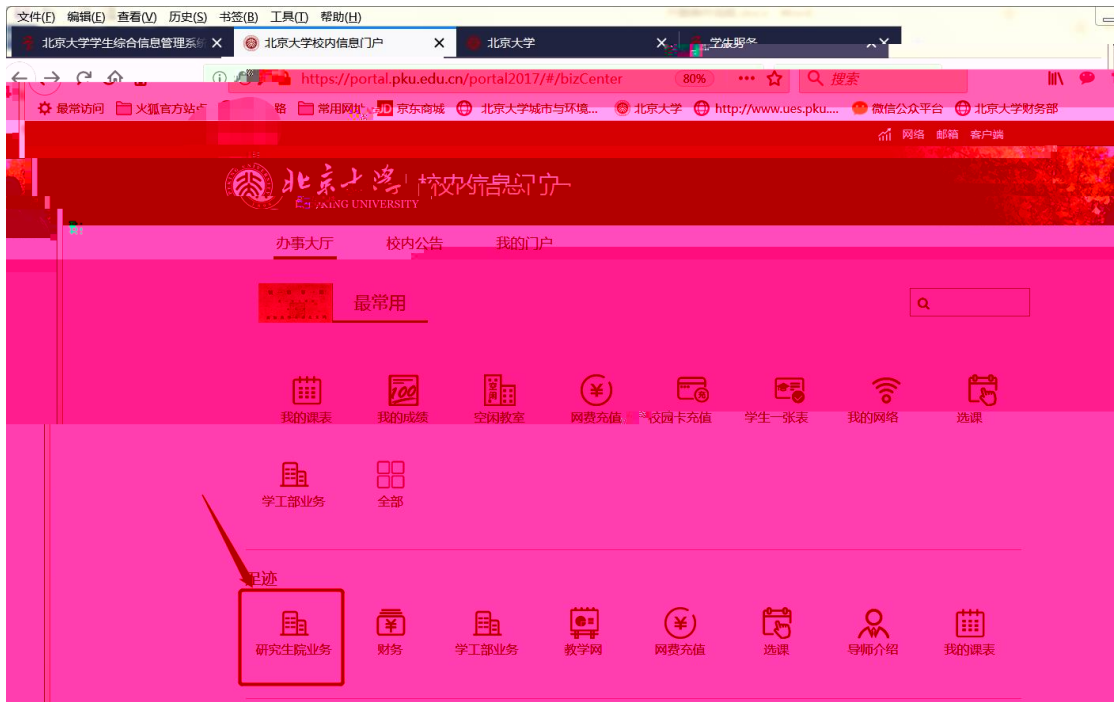 文件(F) 编辑(E) 查看(V) 历史(S) 书签(B) 工具(T) 帮助(H)
北京大学学生综合信息管理系统 北京大学校内信息门户 北京大学 学生服务
https://portal.pku.edu.cn/portal2017/#/bizCenter 80% 搜索
最常访问 火狐官方站点 常用网址 JD 京东商城 北京大学城市与环境... 北京大学 http://www.ues.pku.... 微信公众平台 北京大学财务部
网络 邮箱 客户端
北京大学 校内信息门户
PEKING UNIVERSITY
办事大厅 校内公告 我的门户
最常用
我的课表 我的成绩 空闲教室 网费充值 校园卡充值 学生一张表 我的网络 选课
学工部业务 全部
足迹
研究生院业务 财务 学工部业务 教学网 网费充值 选课 导师介绍 我的课表